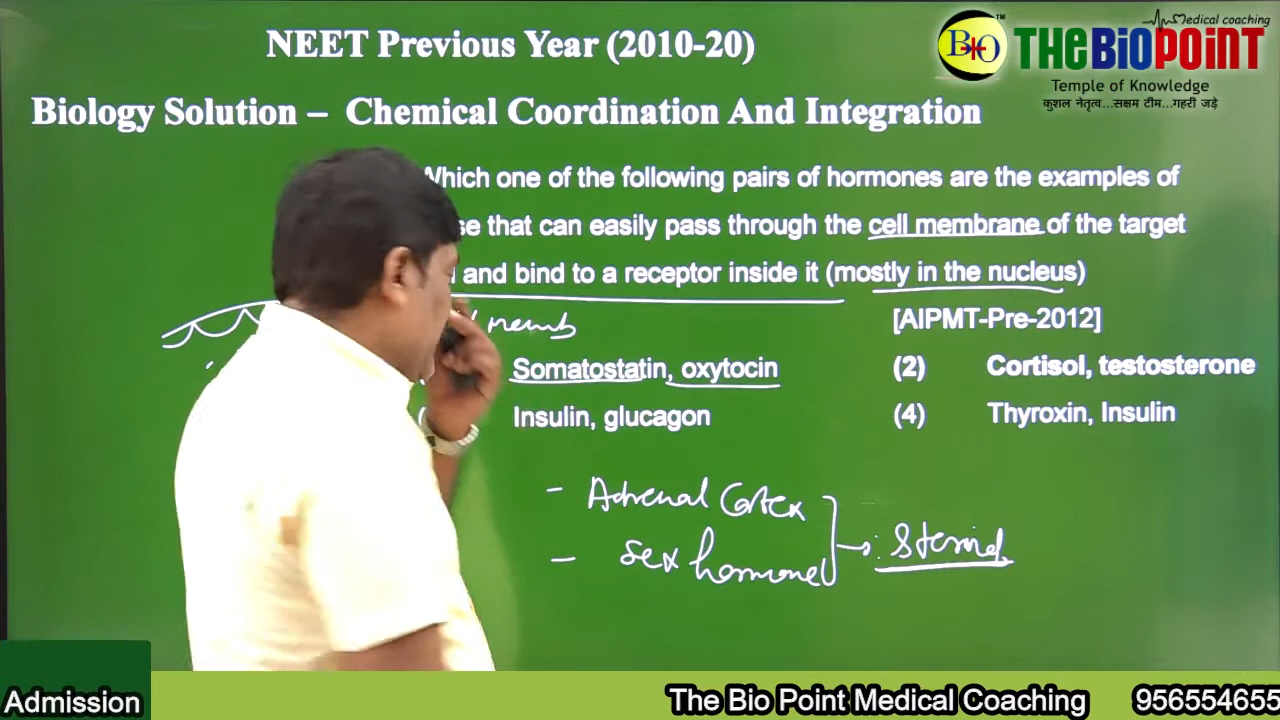 NEET Previous Year (2010-20)
B+O ™
Medical coaching
THEBIOPOINT
Temple of Knowledge
कुशल नेतृत्व...सक्षम टीम...गहरी जड़े
Biology Solution – Chemical Coordination And Integration
Which one of the following pairs of hormones are the examples of
se that can easily pass through the cell membrane of the target
and bind to a receptor inside it (mostly in the nucleus)
memb
[AIPMT-Pre-2012]
Somatostatin, oxytocin (2) Cortisol, testosterone
Insulin, glucagon (4) Thyroxin, Insulin
- Adrenal Cortex
- Sex hormone
Steroid
Admission
The Bio Point Medical Coaching 956554655